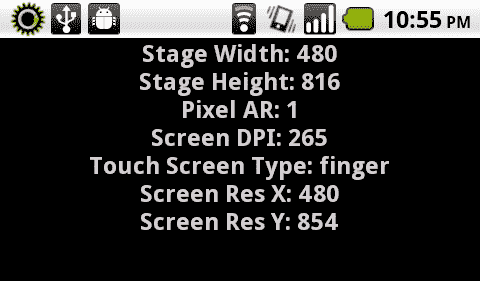 10:55 PM
Stage Width: 480
Stage Height: 816
Pixel AR: 1
Screen DPI: 265
Touch Screen Type: finger
Screen Res X: 480
Screen Res Y: 854